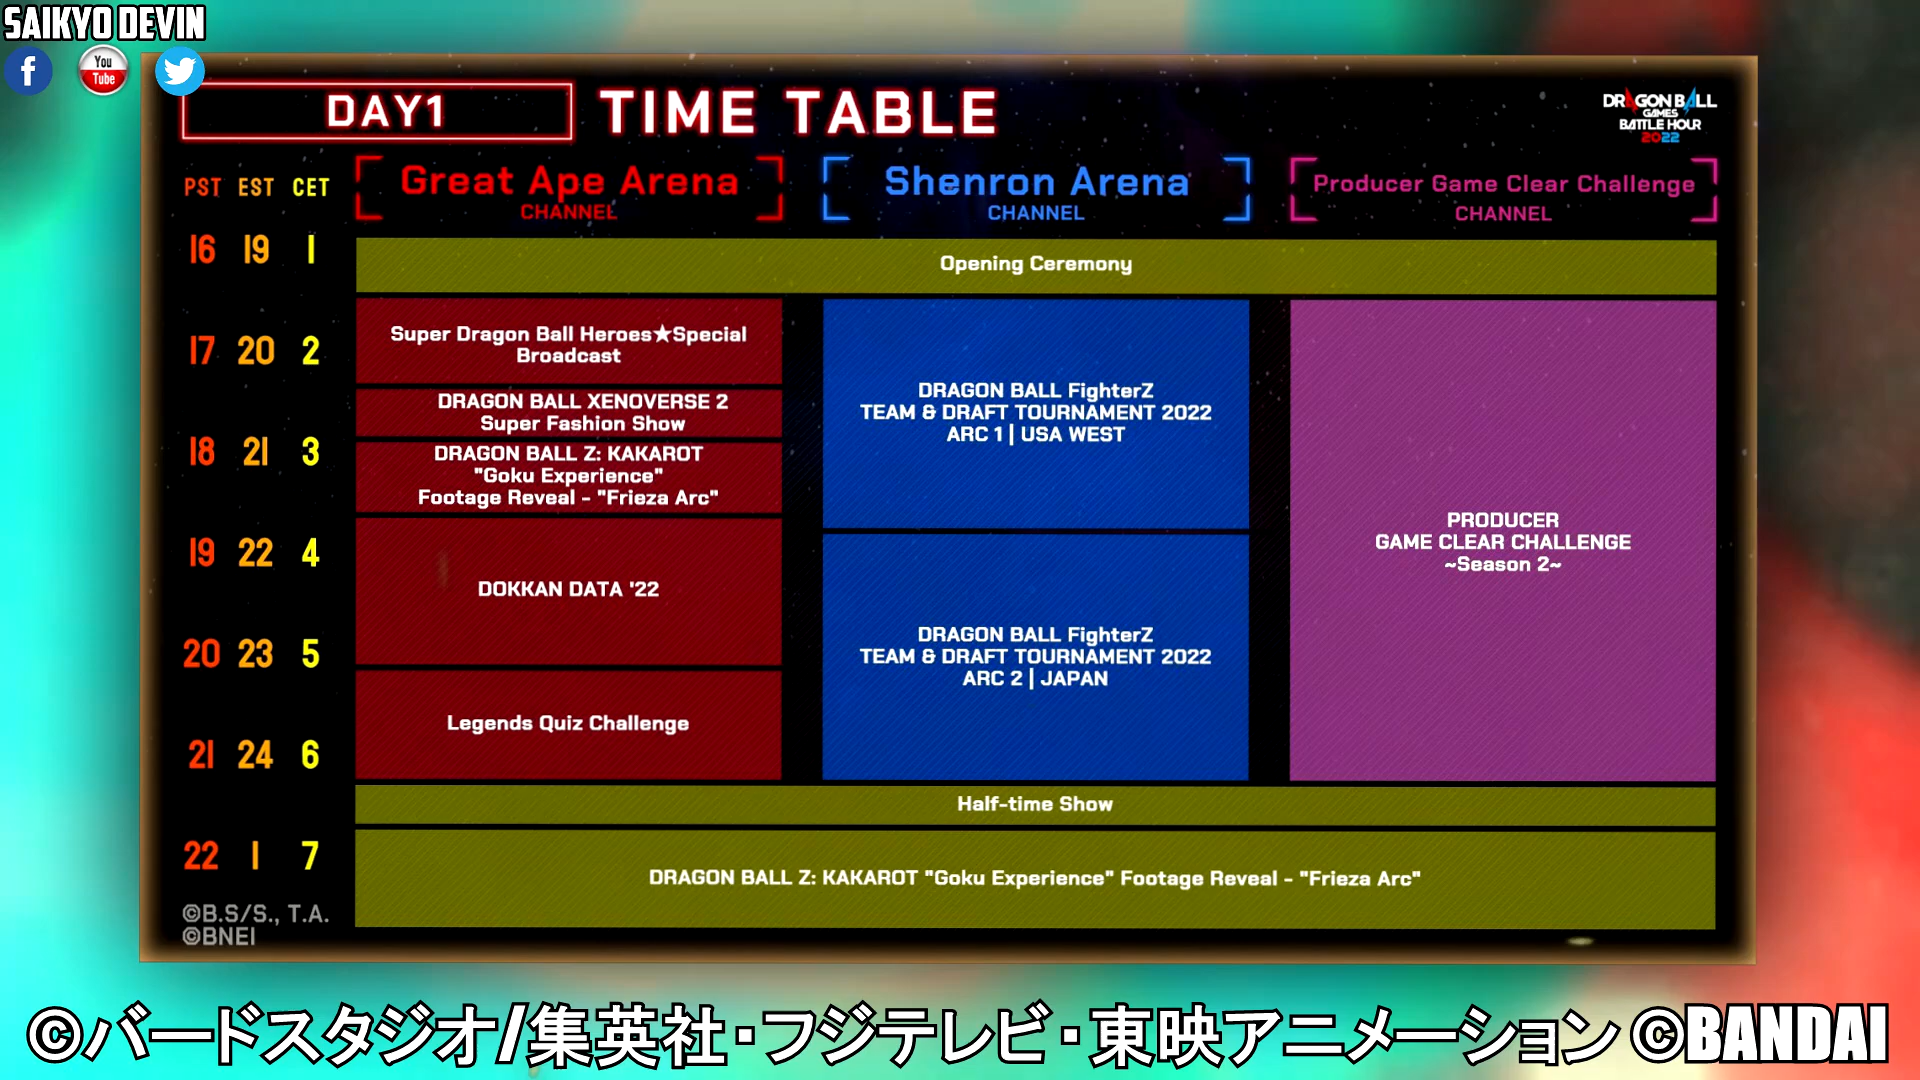 SAIKYO DEVIN
f
You
Tube
DAY1
TIME TABLE
DRAGON BALL
GAMES
BATTLE HOUR
2022
PST EST CET
Great Ape Arena
CHANNEL
Shenron Arena
CHANNEL
Producer Game Clear Challenge
CHANNEL
16 19 1
Opening Ceremony
17 20 2
Super Dragon Ball Heroes★Special
Broadcast
DRAGON BALL XENOVERSE 2
Super Fashion Show
18 21 3
DRAGON BALL Z: KAKAROT
"Goku Experience"
Footage Reveal - "Frieza Arc"
19 22 4
DOKKAN DATA '22
20 23 5
Legends Quiz Challenge
21 24 6
DRAGON BALL FighterZ
TEAM & DRAFT TOURNAMENT 2022
ARC 1 | USA WEST
DRAGON BALL FighterZ
TEAM & DRAFT TOURNAMENT 2022
ARC 2 | JAPAN
PRODUCER
GAME CLEAR CHALLENGE
~Season 2~
Half-time Show
22 1 7
DRAGON BALL Z: KAKAROT "Goku Experience" Footage Reveal - "Frieza Arc"
©B.S/S., T.A.
©BNEI
©バードスタジオ/集英社・フジテレビ・東映アニメーション ©BANDAI